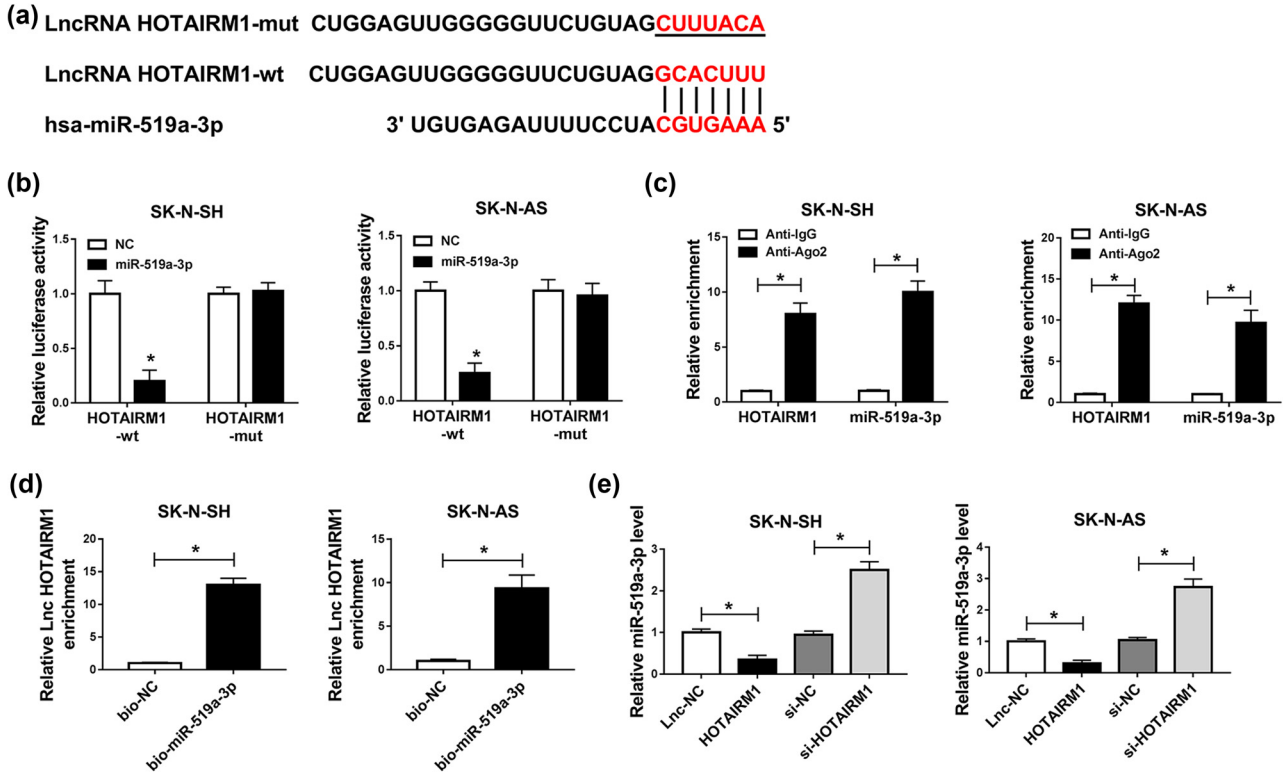 (a)
LncRNA HOTAIRM1-mut CUGGAGUUGGGGGUUCUGUAGCUUUACA
LncRNA HOTAIRM1-wt CUGGAGUUGGGGGUUCUGUAGGCACUUU
hsa-miR-519a-3p 3' UGUGAGAUUUUCCUACGUGAAA 5'
(b)
SK-N-SH
NC
miR-519a-3p
Relative luciferase activity
1.5
1.0
0.5
0.0
*
HOTAIRM1
-wt
HOTAIRM1
-mut
SK-N-AS
NC
miR-519a-3p
Relative luciferase activity
1.5
1.0
0.5
0.0
*
HOTAIRM1
-wt
HOTAIRM1
-mut
(c)
SK-N-SH
Anti-IgG
Anti-Ago2
Relative enrichment
15
10
5
0
*
*
HOTAIRM1
miR-519a-3p
SK-N-AS
Anti-IgG
Anti-Ago2
Relative enrichment
20
15
10
5
0
*
*
HOTAIRM1
miR-519a-3p
(d)
SK-N-SH
Relative Lnc HOTAIRM1
enrichment
20
15
10
5
0
*
bio-NC
bio-miR-519a-3p
SK-N-AS
Relative Lnc HOTAIRM1
enrichment
15
10
5
0
*
bio-NC
bio-miR-519a-3p
(e)
SK-N-SH
Relative miR-519a-3p level
3
2
1
0
*
*
Lnc-NC
HOTAIRM1
si-NC
si-HOTAIRM1
SK-N-AS
Relative miR-519a-3p level
4
3
2
1
0
*
*
Lnc-NC
HOTAIRM1
si-NC
si-HOTAIRM1